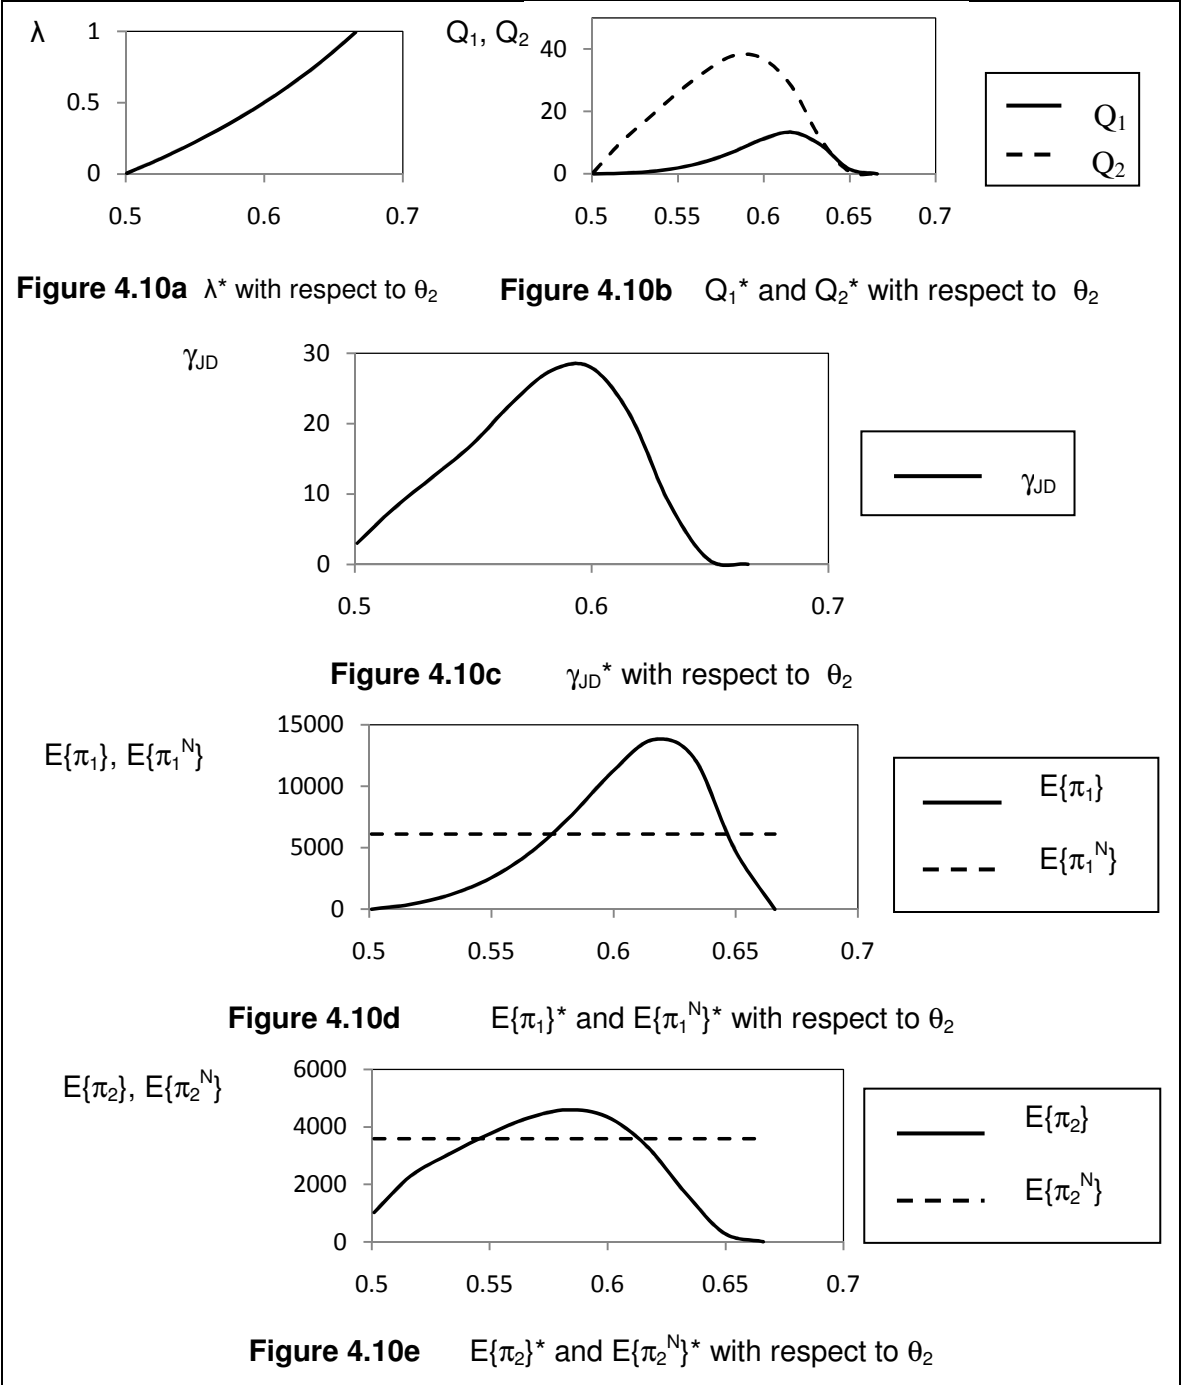 λ
1
0.5
0
0.5 0.6 0.7
Q₁, Q₂
40
20
0
0.5 0.55 0.6 0.65 0.7
Q₁
Q₂
Figure 4.10a λ* with respect to θ₂
Figure 4.10b Q₁* and Q₂* with respect to θ₂
γJD
30
20
10
0
0.5 0.6 0.7
γJD
Figure 4.10c γJD* with respect to θ₂
E{π₁}, E{π₁ᴺ}
15000
10000
5000
0
0.5 0.55 0.6 0.65 0.7
E{π₁}
E{π₁ᴺ}
Figure 4.10d E{π₁}* and E{π₁ᴺ}* with respect to θ₂
E{π₂}, E{π₂ᴺ}
6000
4000
2000
0
0.5 0.55 0.6 0.65 0.7
E{π₂}
E{π₂ᴺ}
Figure 4.10e E{π₂}* and E{π₂ᴺ}* with respect to θ₂